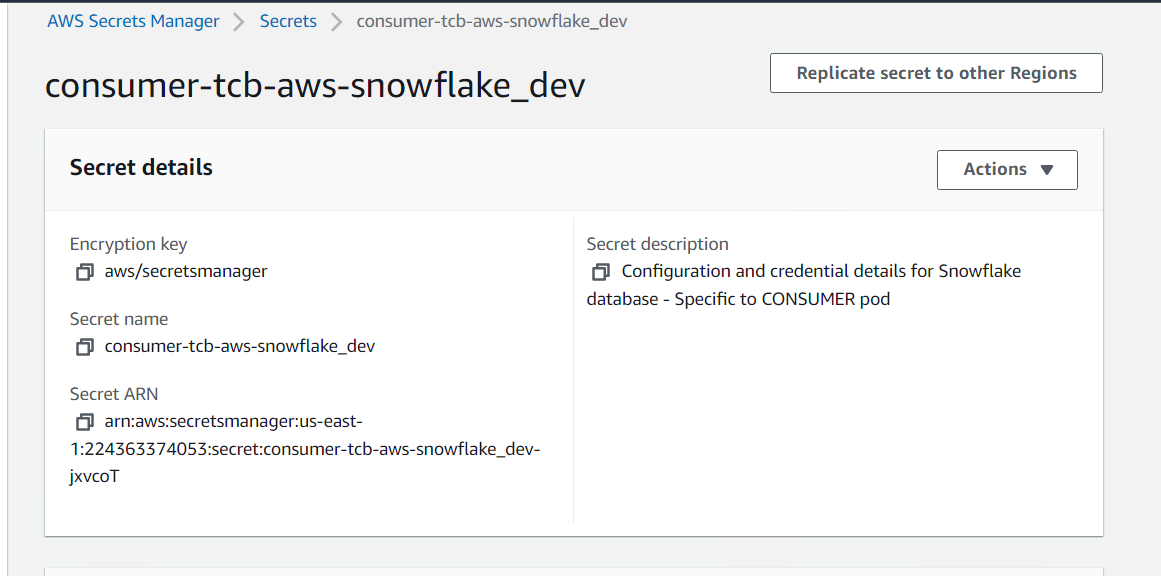 AWS Secrets Manager > Secrets > consumer-tcb-aws-snowflake_dev
consumer-tcb-aws-snowflake_dev
Replicate secret to other Regions
Secret details
Actions
Encryption key
aws/secretsmanager
Secret name
consumer-tcb-aws-snowflake_dev
Secret ARN
arn:aws:secretsmanager:us-east-
1:224363374053:secret:consumer-tcb-aws-snowflake_dev-
jxvcoT
Secret description
Configuration and credential details for Snowflake
database - Specific to CONSUMER pod